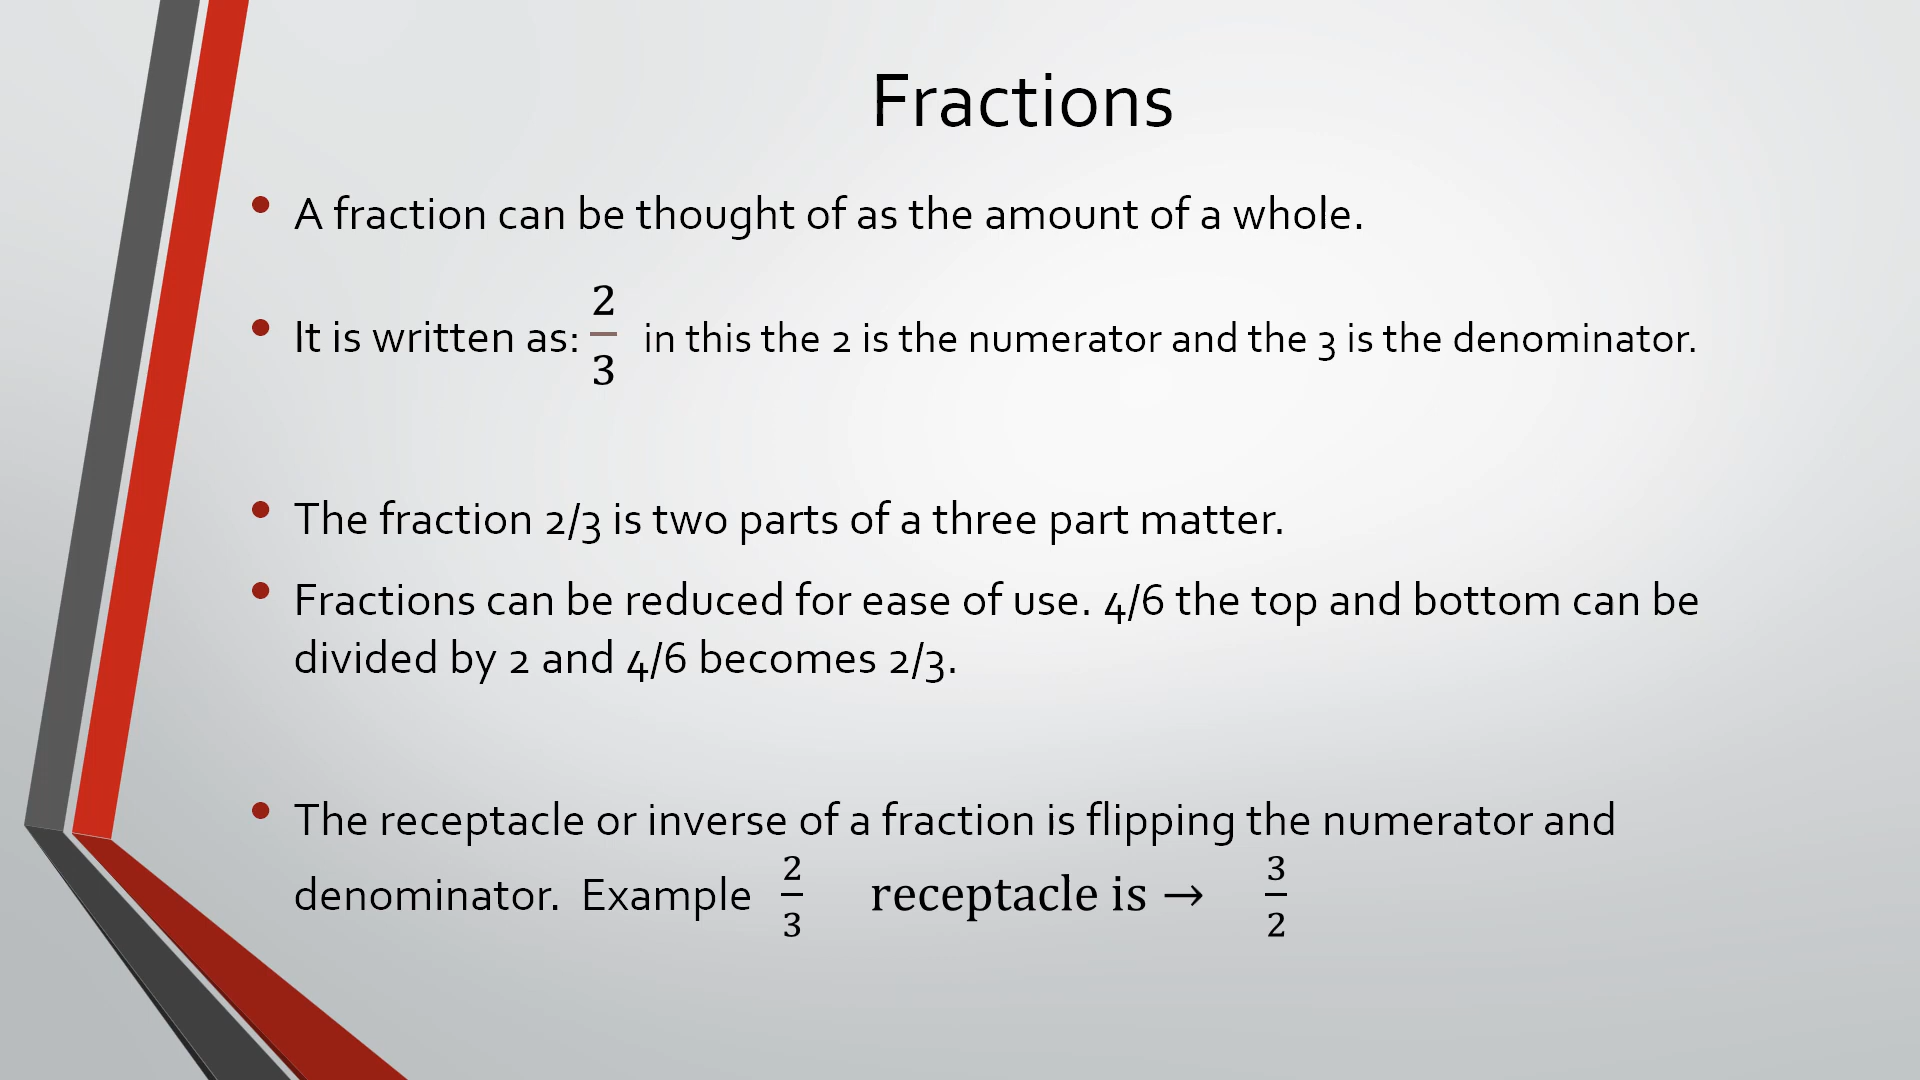 Fractions
• A fraction can be thought of as the amount of a whole.
• It is written as: 2/3 in this the 2 is the numerator and the 3 is the denominator.
• The fraction 2/3 is two parts of a three part matter.
• Fractions can be reduced for ease of use. 4/6 the top and bottom can be
divided by 2 and 4/6 becomes 2/3.
• The receptacle or inverse of a fraction is flipping the numerator and
denominator. Example 2/3 receptacle is → 3/2